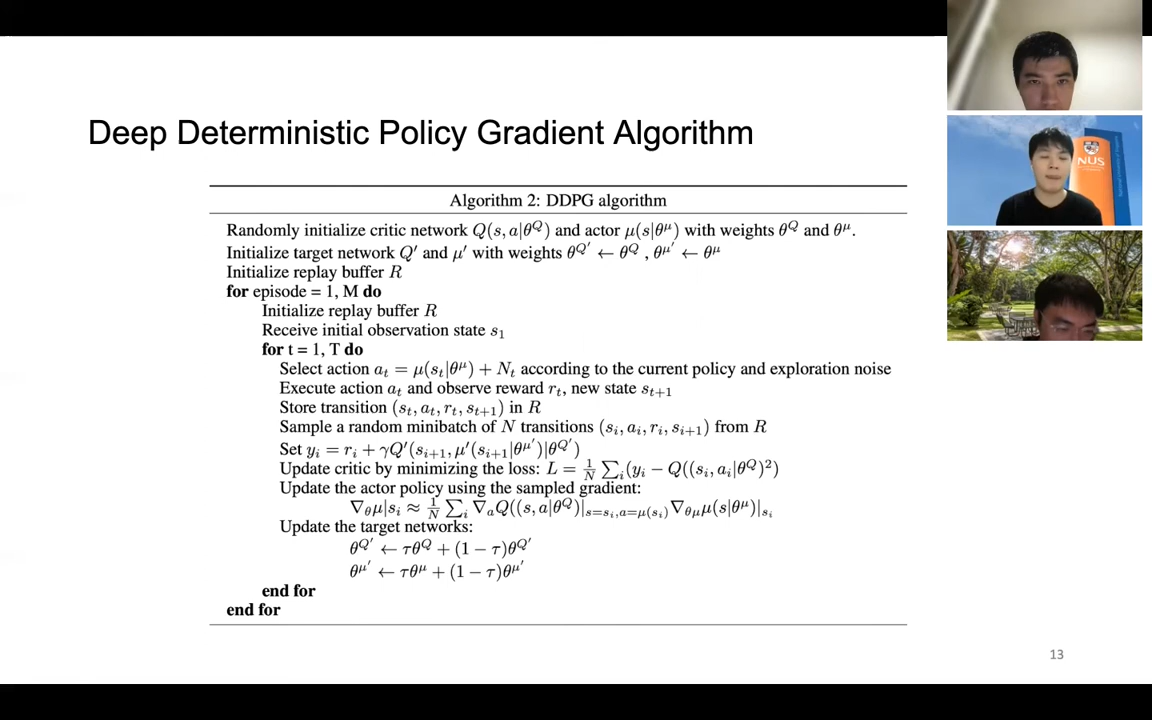 Deep Deterministic Policy Gradient Algorithm
Algorithm 2: DDPG algorithm
Randomly initialize critic network Q(s, a|θ^Q) and actor μ(s|θ^μ) with weights θ^Q and θ^μ.
Initialize target network Q′ and μ′ with weights θ^{Q′} ← θ^Q , θ^{μ′} ← θ^μ
Initialize replay buffer R
for episode = 1, M do
Initialize replay buffer R
Receive initial observation state s_1
for t = 1, T do
Select action a_t = μ(s_t|θ^μ) + N_t according to the current policy and exploration noise
Execute action a_t and observe reward r_t, new state s_{t+1}
Store transition (s_t, a_t, r_t, s_{t+1}) in R
Sample a random minibatch of N transitions (s_i, a_i, r_i, s_{i+1}) from R
Set y_i = r_i + γQ′(s_{i+1}, μ′(s_{i+1}|θ^{μ′})|θ^{Q′})
Update critic by minimizing the loss: L = 1/N ∑_i(y_i − Q((s_i, a_i|θ^Q)^2)
Update the actor policy using the sampled gradient:
∇_θμ|s_i ≈ 1/N ∑_i ∇_aQ((s, a|θ^Q)|_{s=s_i,a=μ(s_i)}∇_{θμ}μ(s|θ^μ)|_{s_i}
Update the target networks:
θ^{Q′} ← τθ^Q + (1 − τ)θ^{Q′}
θ^{μ′} ← τθ^μ + (1 − τ)θ^{μ′}
end for
end for
13
NUS